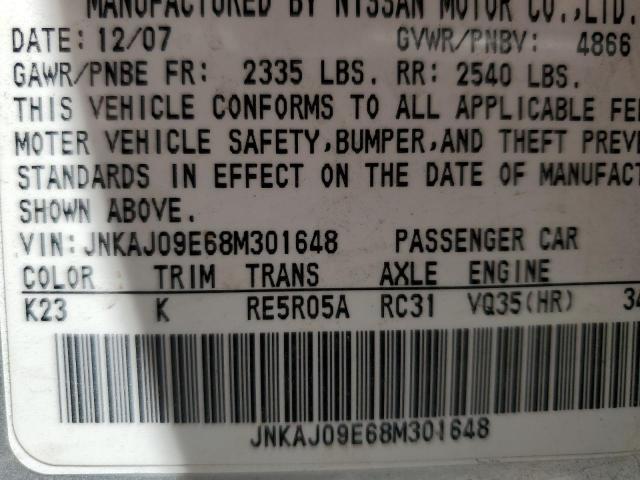 MANUFACTURED BY NISSAN MOTOR CO.,LTD.
DATE: 12/07 GVWR/PNBV: 4866
GAWR/PNBE FR: 2335 LBS. RR: 2540 LBS.
THIS VEHICLE CONFORMS TO ALL APPLICABLE FE
MOTER VEHICLE SAFETY,BUMPER,AND THEFT PREVE
STANDARDS IN EFFECT ON THE DATE OF MANUFACT
SHOWN ABOVE.
VIN:JNKAJ09E68M301648 PASSENGER CAR
COLOR TRIM TRANS AXLE ENGINE
K23 K RE5R05A RC31 VQ35(HR) 34
JNKAJ09E68M301648